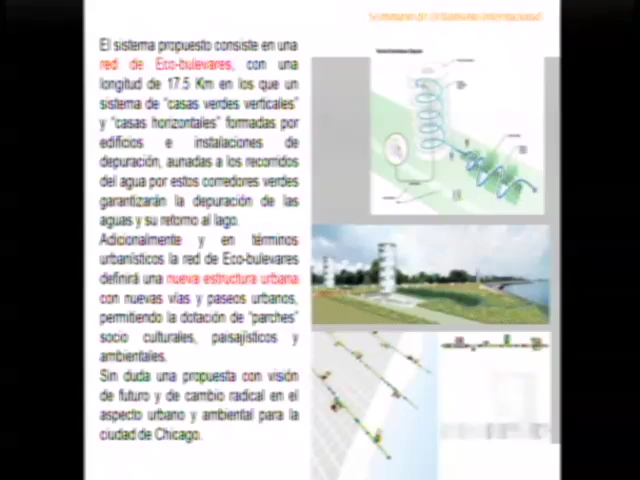 Seminario de Urbanismo Internacional
El sistema propuesto consiste en una
red de Eco-bulevares, con una
longitud de 17.5 Km en los que un
sistema de “casas verdes verticales”
y “casas horizontales” formadas por
edificios e instalaciones de
depuración, aunadas a los recorridos
del agua por estos corredores verdes
garantizarán la depuración de las
aguas y su retorno al lago.
Adicionalmente y en términos
urbanísticos la red de Eco-bulevares
definirá una nueva estructura urbana
con nuevas vías y paseos urbanos,
permitiendo la dotación de “parches”
socio culturales, paisajísticos y
ambientales.
Sin duda una propuesta con visión
de futuro y de cambio radical en el
aspecto urbano y ambiental para la
ciudad de Chicago.